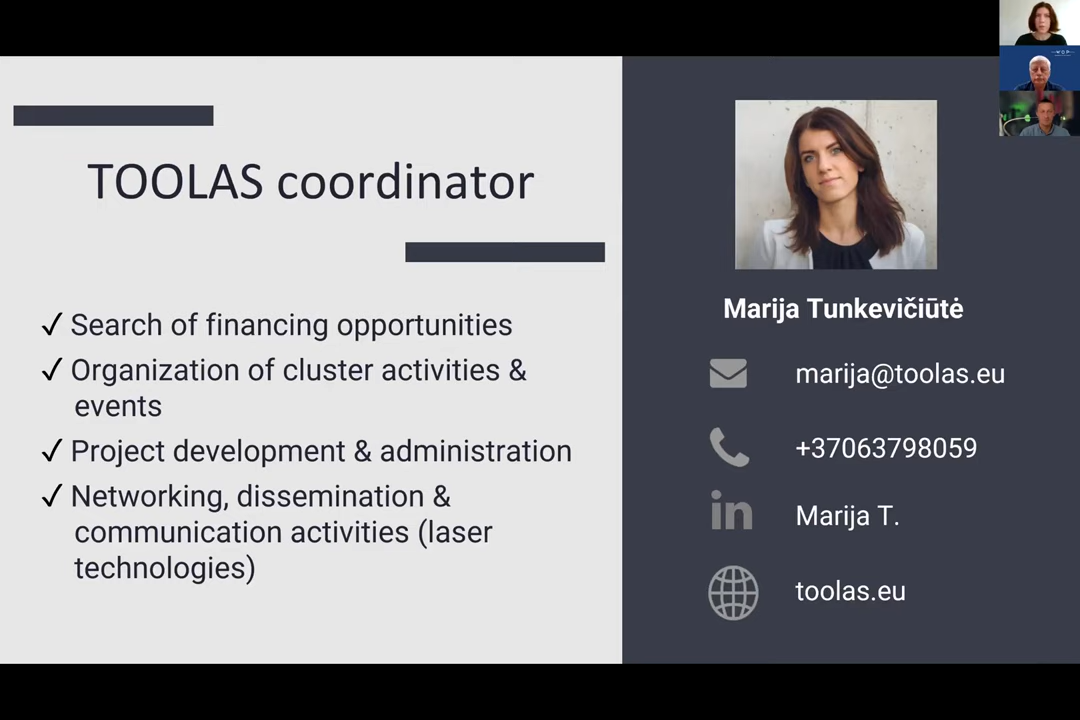 TOOLAS coordinator
✓ Search of financing opportunities
✓ Organization of cluster activities &
events
✓ Project development & administration
✓ Networking, dissemination &
communication activities (laser
technologies)
Marija Tunkevičiūtė
marija@toolas.eu
+37063798059
in Marija T.
toolas.eu